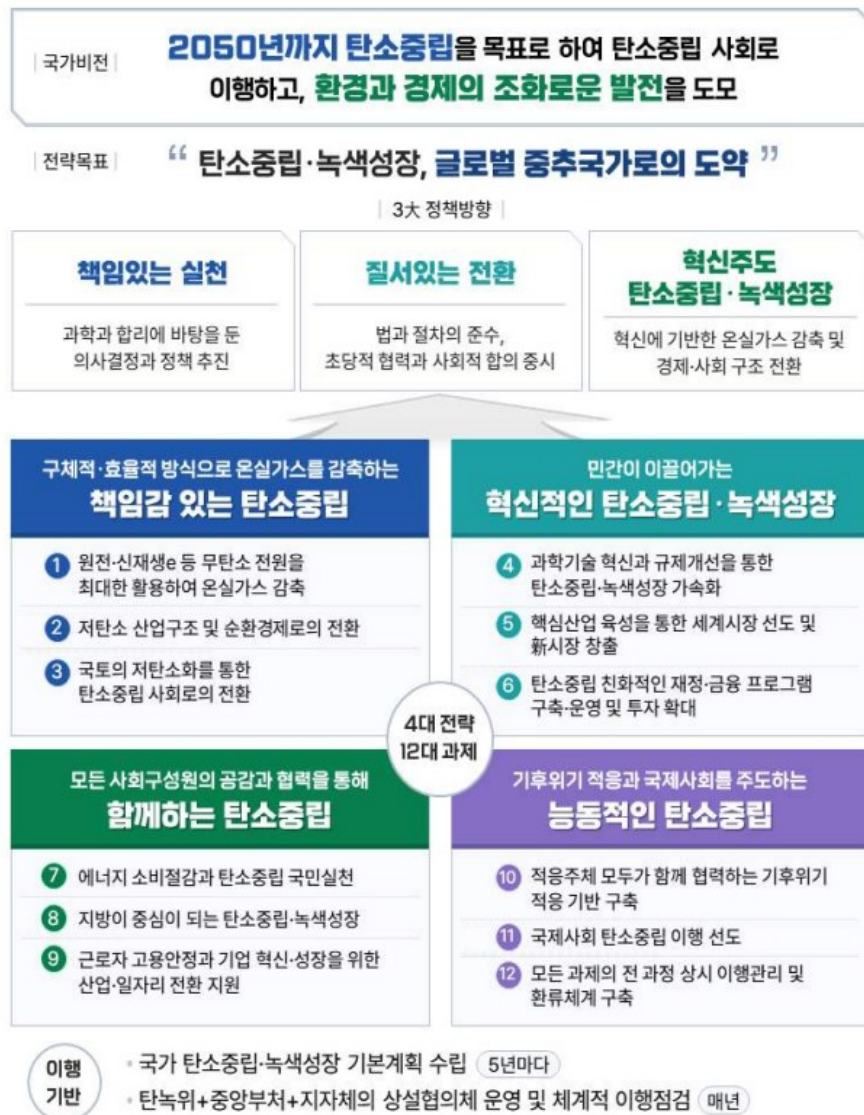 국가비전
2050년까지 탄소중립을 목표로 하여 탄소중립 사회로
이행하고, 환경과 경제의 조화로운 발전을 도모
전략목표
“ 탄소중립·녹색성장, 글로벌 중추국가로의 도약 ”
3大 정책방향
책임있는 실천
과학과 합리에 바탕을 둔
의사결정과 정책 추진
질서있는 전환
법과 절차의 준수,
초당적 협력과 사회적 합의 중시
혁신주도
탄소중립·녹색성장
혁신에 기반한 온실가스 감축 및
경제·사회 구조 전환
구체적·효율적 방식으로 온실가스를 감축하는
책임감 있는 탄소중립
1 원전·신재생e 등 무탄소 전원을
최대한 활용하여 온실가스 감축
2 저탄소 산업구조 및 순환경제로의 전환
3 국토의 저탄소화를 통한
탄소중립 사회로의 전환
민간이 이끌어가는
혁신적인 탄소중립·녹색성장
4 과학기술 혁신과 규제개선을 통한
탄소중립·녹색성장 가속화
5 핵심산업 육성을 통한 세계시장 선도 및
新시장 창출
6 탄소중립 친화적인 재정·금융 프로그램
구축·운영 및 투자 확대
4대 전략
12대 과제
모든 사회구성원의 공감과 협력을 통해
함께하는 탄소중립
7 에너지 소비절감과 탄소중립 국민실천
8 지방이 중심이 되는 탄소중립·녹색성장
9 근로자 고용안정과 기업 혁신·성장을 위한
산업·일자리 전환 지원
기후위기 적응과 국제사회를 주도하는
능동적인 탄소중립
10 적응주체 모두가 함께 협력하는 기후위기
적응 기반 구축
11 국제사회 탄소중립 이행 선도
12 모든 과제의 전 과정 상시 이행관리 및
환류체계 구축
이행
기반
• 국가 탄소중립·녹색성장 기본계획 수립 5년마다
• 탄녹위+중앙부처+지자체의 상설협의체 운영 및 체계적 이행점검 매년